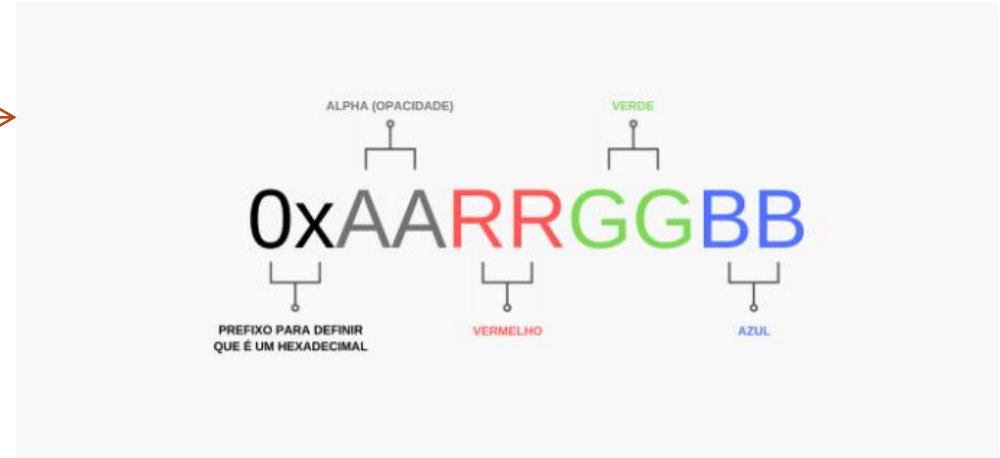 ALPHA (OPACIDADE)
VERDE
0xAARRGGBB
PREFIXO PARA DEFINIR
QUE É UM HEXADECIMAL
VERMELHO
AZUL